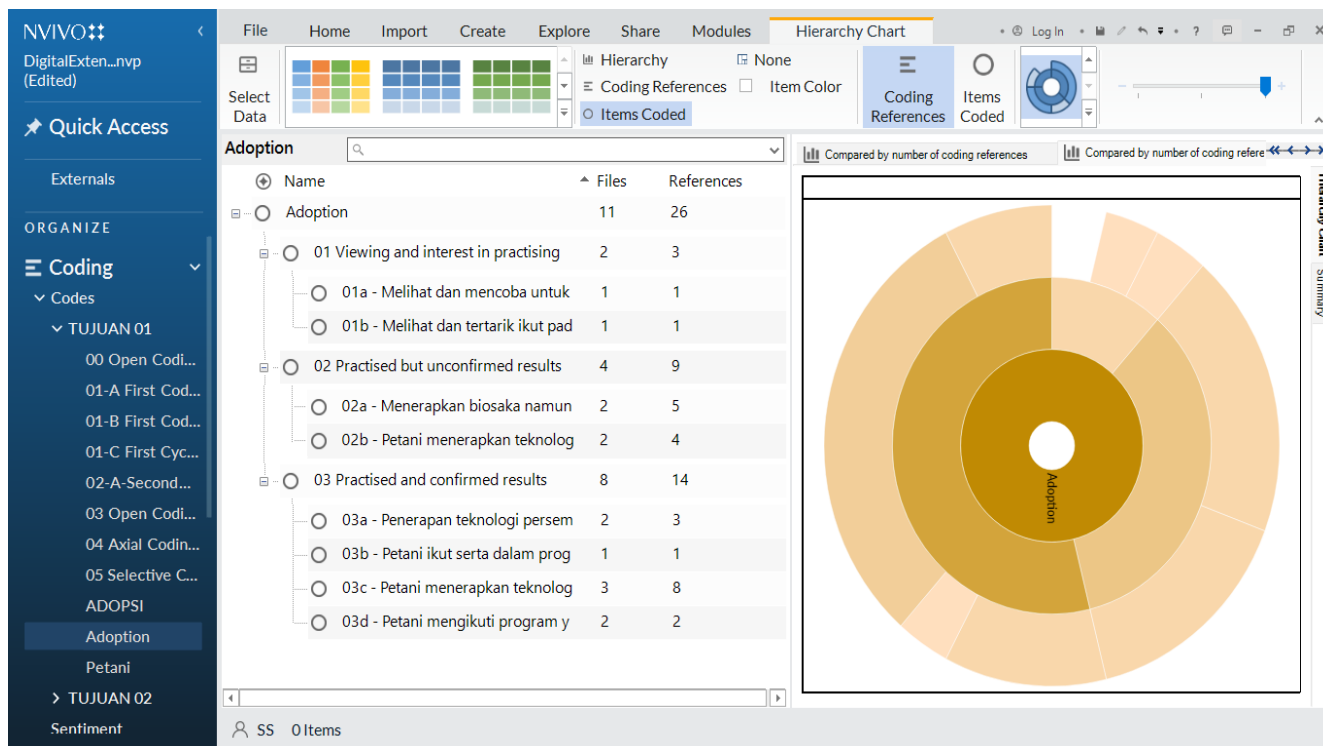 NVIVO
DigitalExten...nvp
(Edited)
Quick Access
Externals
ORGANIZE
Coding
Codes
TUJUAN 01
00 Open Codi...
01-A First Cod...
01-B First Cod...
01-C First Cyc...
02-A-Second...
03 Open Codi...
04 Axial Codin...
05 Selective C...
ADOPSI
Adoption
Petani
TUJUAN 02
Sentiment
File Home Import Create Explore Share Modules Hierarchy Chart Log In ?
Select
Data
Hierarchy None
Coding References Item Color
Items Coded
Coding
References
Items
Coded
Adoption
Name Files References
Adoption 11 26
01 Viewing and interest in practising 2 3
01a - Melihat dan mencoba untuk 1 1
01b - Melihat dan tertarik ikut pad 1 1
02 Practised but unconfirmed results 4 9
02a - Menerapkan biosaka namun 2 5
02b - Petani menerapkan teknolog 2 4
03 Practised and confirmed results 8 14
03a - Penerapan teknologi persem 2 3
03b - Petani ikut serta dalam prog 1 1
03c - Petani menerapkan teknolog 3 8
03d - Petani mengikuti program y 2 2
Compared by number of coding references
Compared by number of coding refere
Adoption
Hierarchy Chart
Summary
SS 0 Items